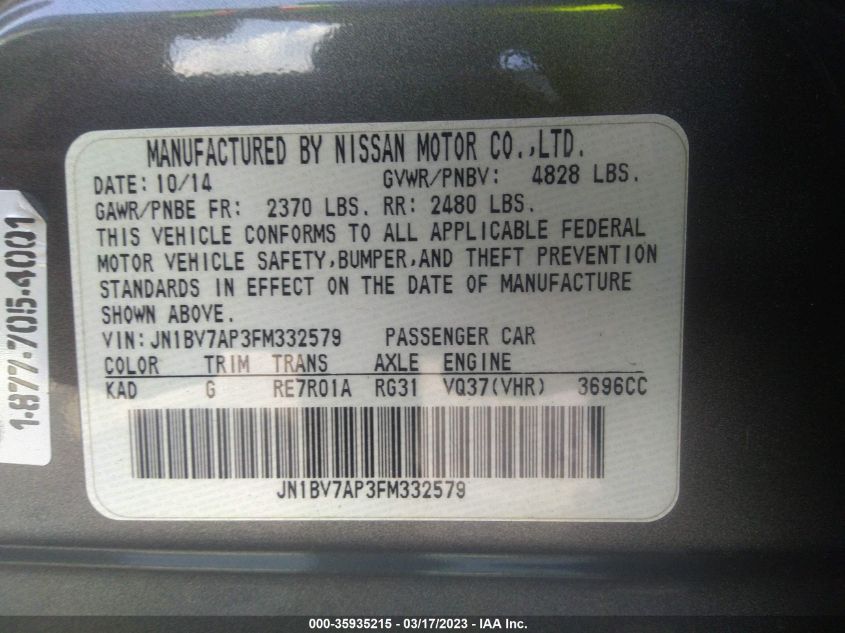 MANUFACTURED BY NISSAN MOTOR CO.,LTD.
DATE: 10/14 GVWR/PNBV: 4828 LBS.
GAWR/PNBE FR: 2370 LBS. RR: 2480 LBS.
THIS VEHICLE CONFORMS TO ALL APPLICABLE FEDERAL
MOTOR VEHICLE SAFETY,BUMPER,AND THEFT PREVENTION
STANDARDS IN EFFECT ON THE DATE OF MANUFACTURE
SHOWN ABOVE.
VIN:JN1BV7AP3FM332579 PASSENGER CAR
COLOR TRIM TRANS AXLE ENGINE
KAD G RE7R01A RG31 VQ37(VHR) 3696CC
JN1BV7AP3FM332579
1-877-705-4001
000-35935215 - 03/17/2023 - IAA Inc.